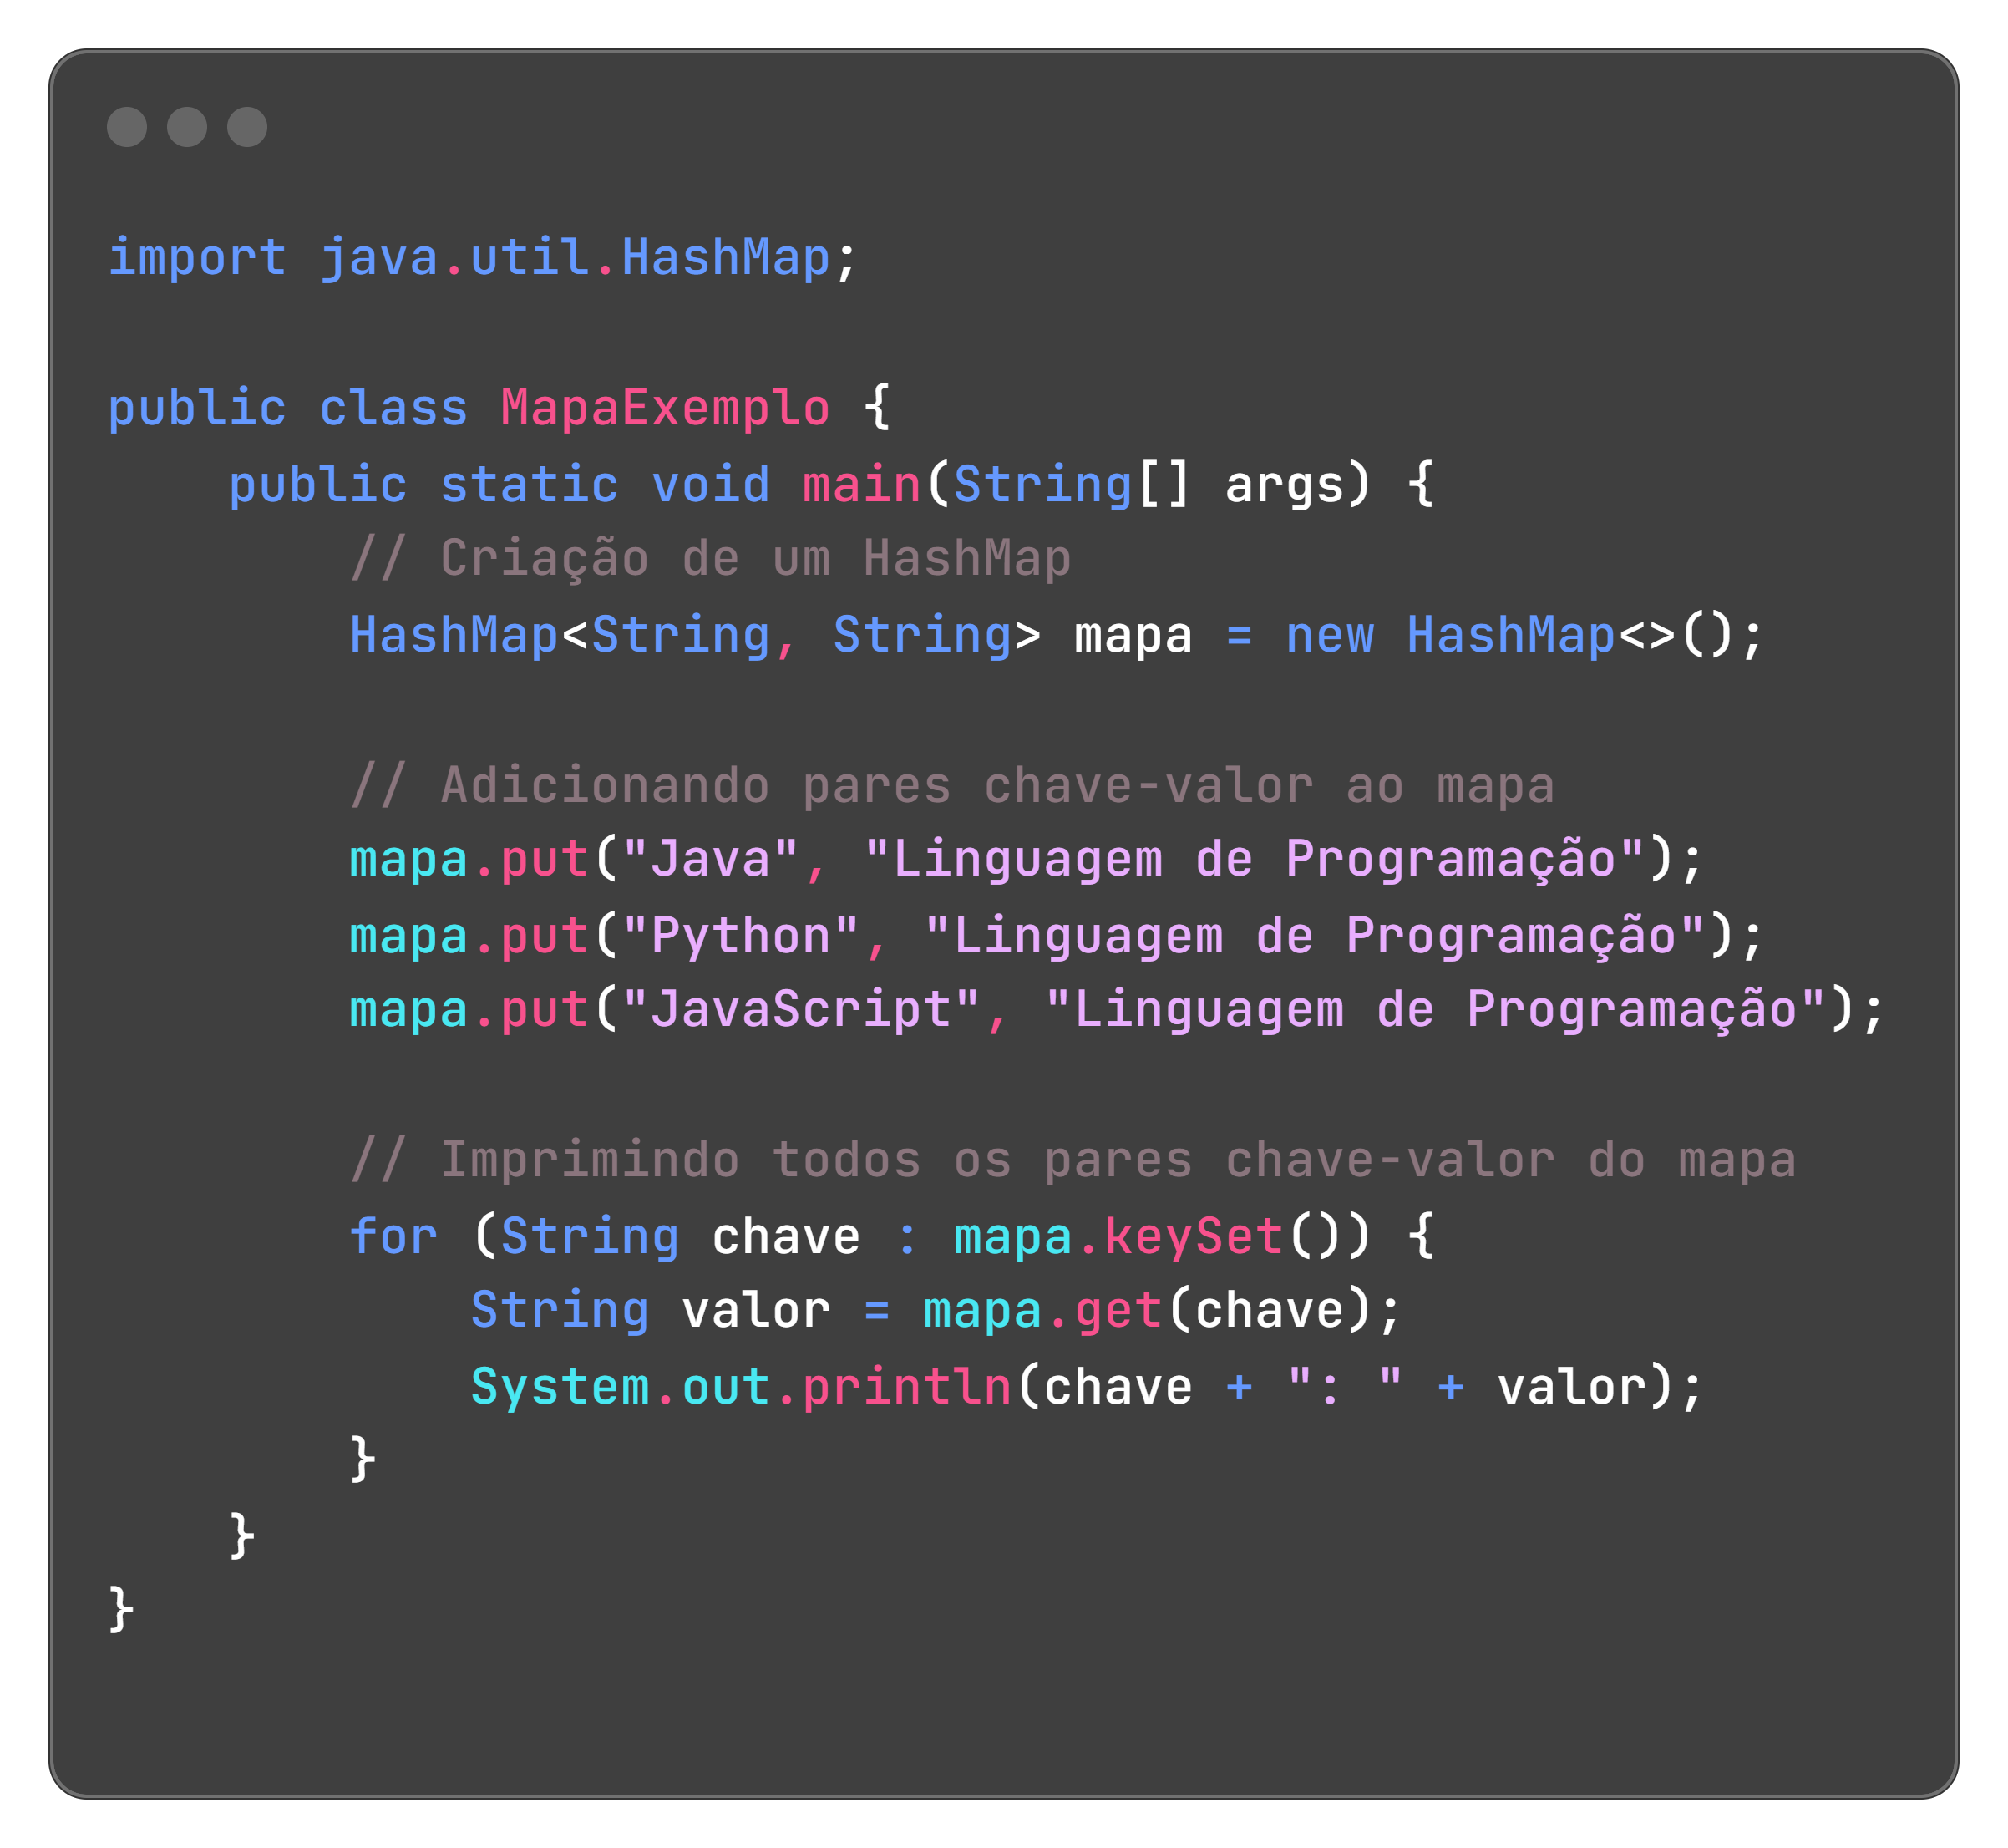 import java.util.HashMap;
public class MapaExemplo {
    public static void main(String[] args) {
        // Criação de um HashMap
        HashMap<String, String> mapa = new HashMap<>();
        // Adicionando pares chave-valor ao mapa
        mapa.put("Java", "Linguagem de Programação");
        mapa.put("Python", "Linguagem de Programação");
        mapa.put("JavaScript", "Linguagem de Programação");
        // Imprimindo todos os pares chave-valor do mapa
        for (String chave : mapa.keySet()) {
            String valor = mapa.get(chave);
            System.out.println(chave + ": " + valor);
        }
    }
}